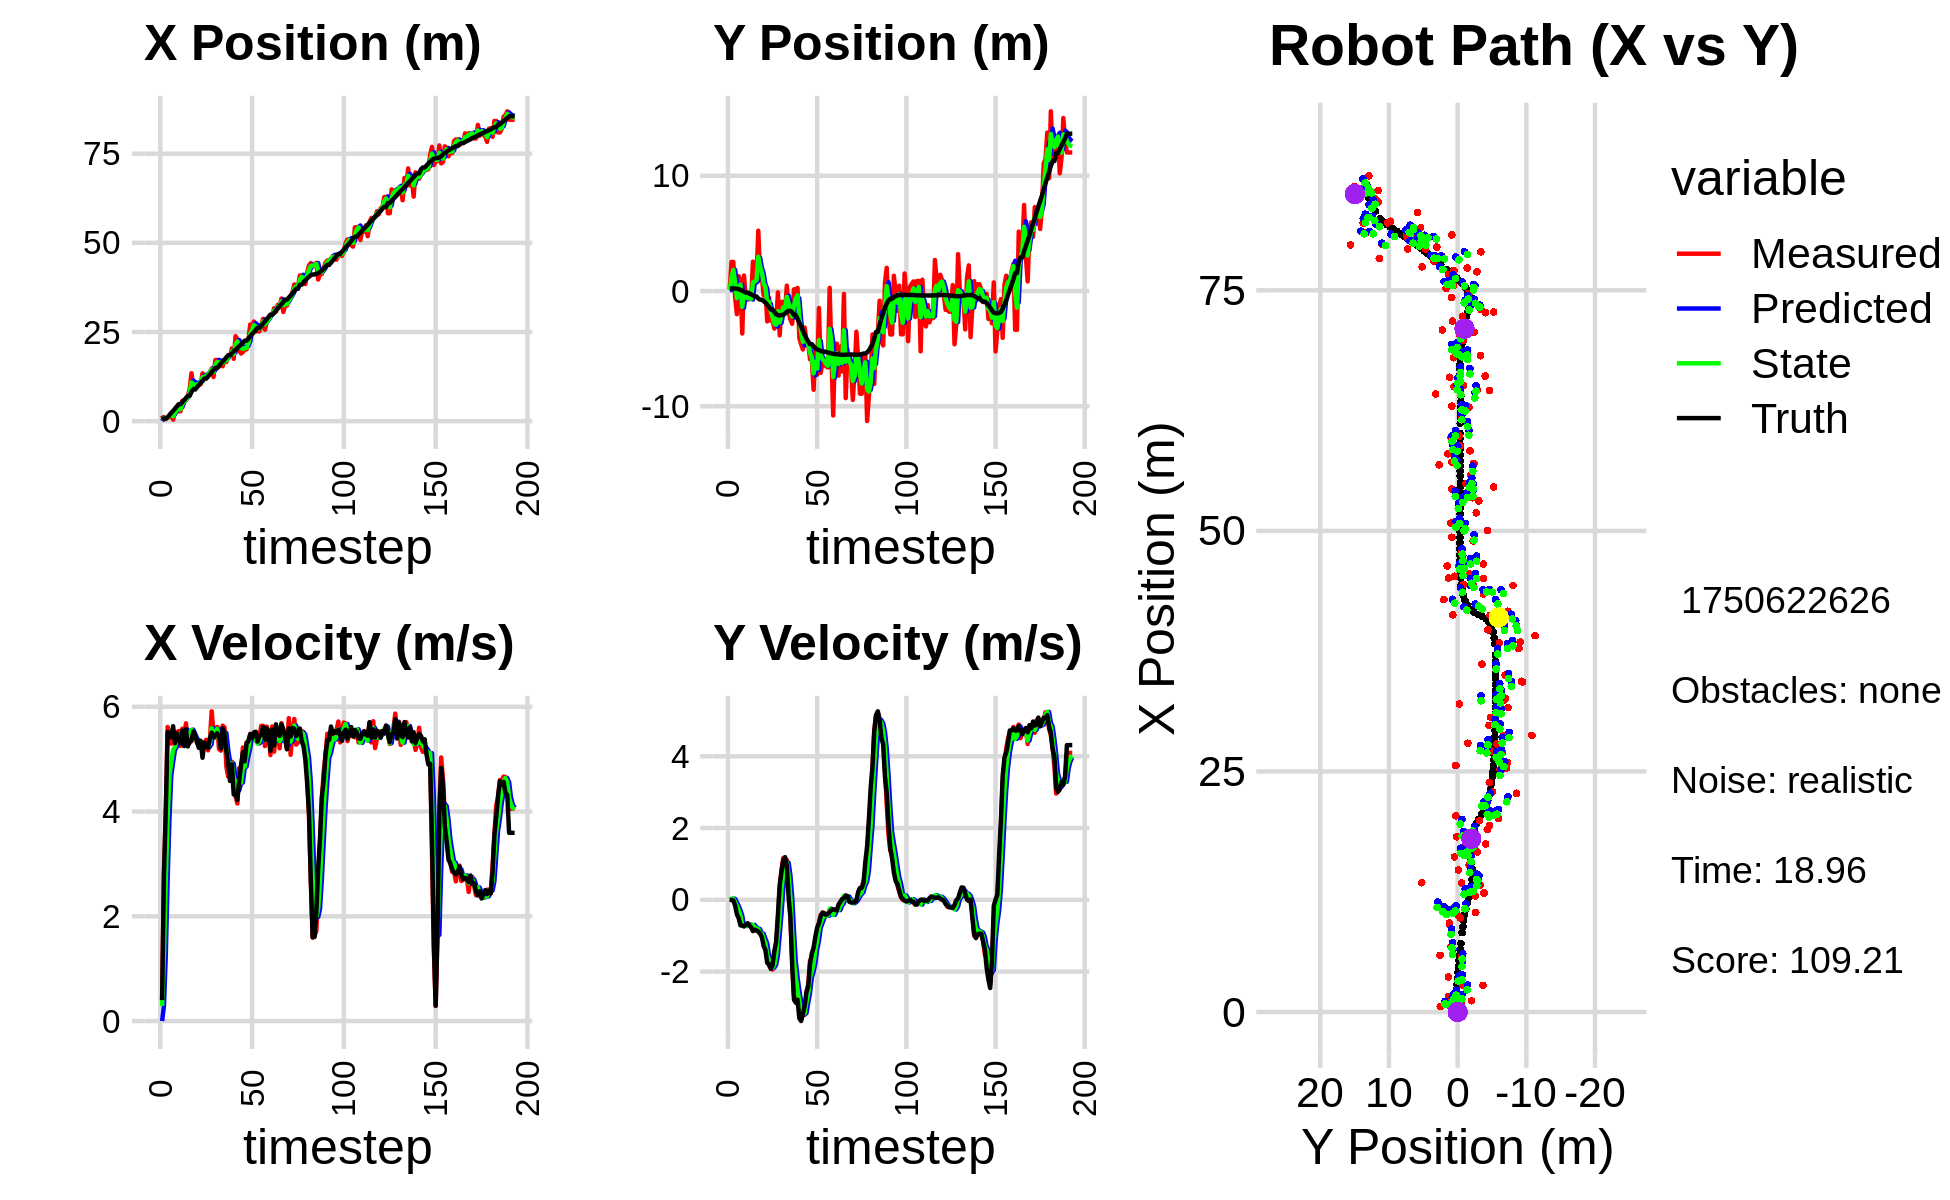 X Position (m)
75
50
25
0
0
50
100
150
200
timestep
Y Position (m)
10
0
-10
0
50
100
150
200
timestep
X Velocity (m/s)
6
4
2
0
0
50
100
150
200
timestep
Y Velocity (m/s)
4
2
0
-2
0
50
100
150
200
timestep
Robot Path (X vs Y)
X Position (m)
75
50
25
0
20 10 0 -10 -20
Y Position (m)
variable
Measured
Predicted
State
Truth
1750622626
Obstacles: none
Noise: realistic
Time: 18.96
Score: 109.21